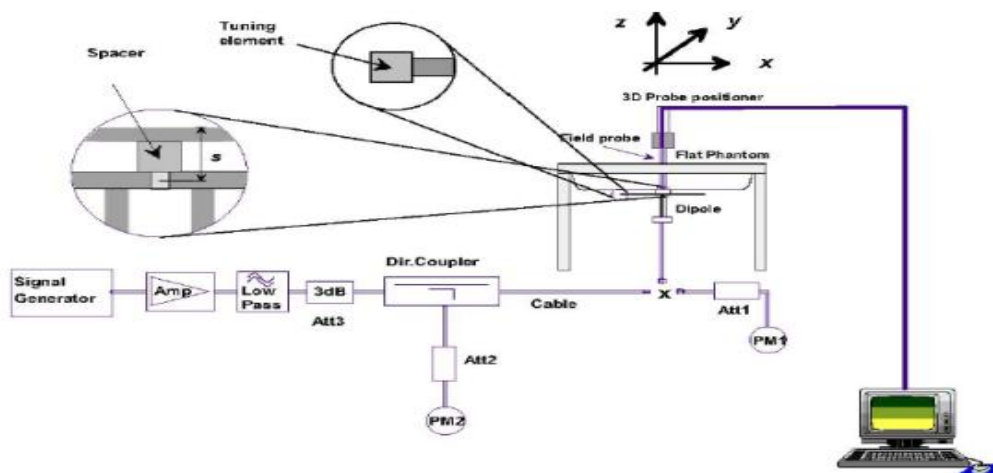 Tuning
element
Spacer
s
z
y
x
3D Probe positioner
Field probe
Flat Phantom
Dipole
Signal
Generator
Amp
Low
Pass
3dB
Att3
Dir.Coupler
Cable
X
Att1
PM1
Att2
PM2